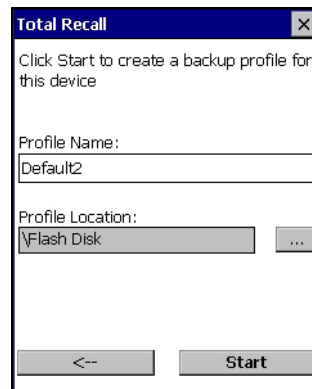 Total Recall
Click Start to create a backup profile for
this device
Profile Name:
Default2
Profile Location:
\Flash Disk
...
<--
Start